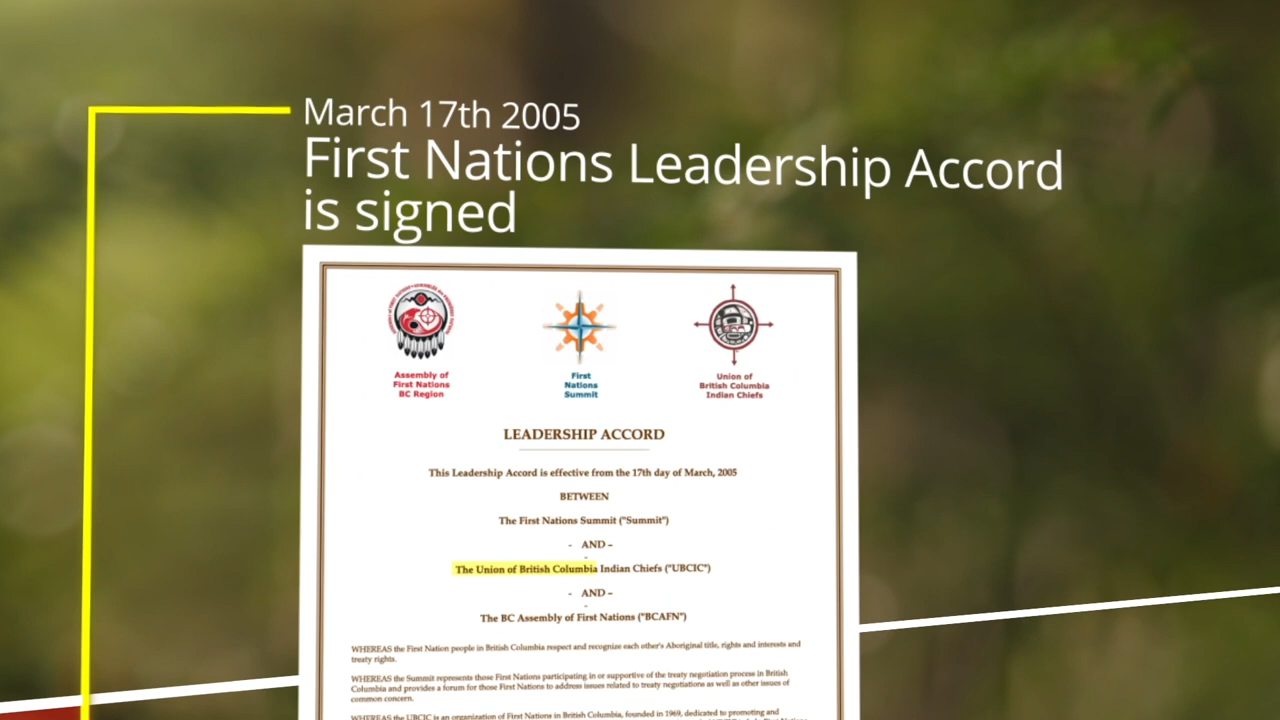 March 17th 2005
First Nations Leadership Accord
is signed
Assembly of
First Nations
BC Region
First
Nations
Summit
Union of
British Columbia
Indian Chiefs
LEADERSHIP ACCORD
This Leadership Accord is effective from the 17th day of March, 2005
BETWEEN
The First Nations Summit ("Summit")
- AND –
The Union of British Columbia Indian Chiefs ("UBCIC")
- AND –
The BC Assembly of First Nations ("BCAFN")
WHEREAS the First Nation people in British Columbia respect and recognize each other's Aboriginal title, rights and interests and
treaty rights.
WHEREAS the Summit represents those First Nations participating in or supportive of the treaty negotiation process in British
Columbia and provides a forum for those First Nations to address issues related to treaty negotiations as well as other issues of
common concern.
WHEREAS the UBCIC is an organization of First Nations in British Columbia, founded in 1969, dedicated to promoting and